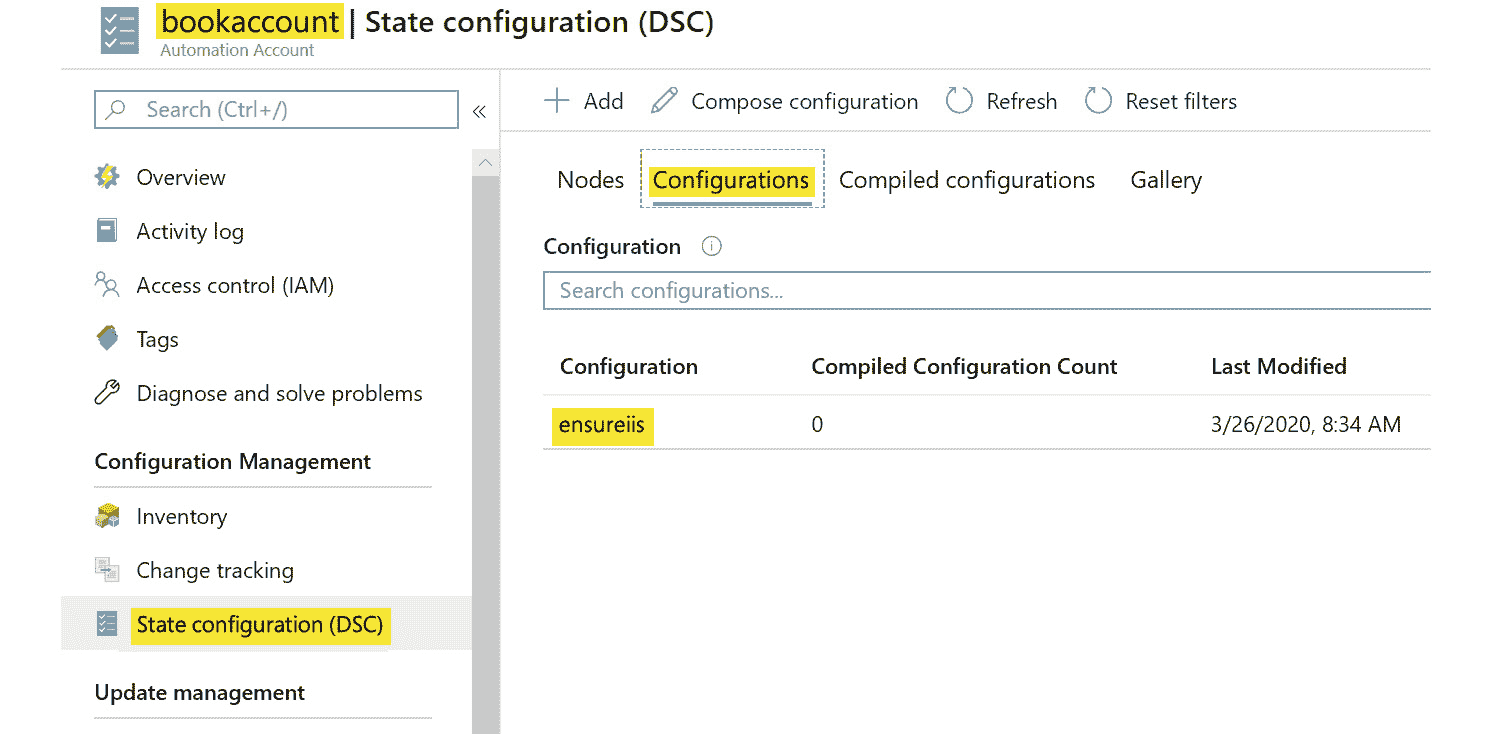 bookaccount | State configuration (DSC)
Automation Account
Search (Ctrl+/)
«
Overview
Activity log
Access control (IAM)
Tags
Diagnose and solve problems
Configuration Management
Inventory
Change tracking
State configuration (DSC)
Update management
Add Compose configuration Refresh Reset filters
Nodes Configurations Compiled configurations Gallery
Configuration
Search configurations...
Configuration Compiled Configuration Count Last Modified
ensureiis 0 3/26/2020, 8:34 AM